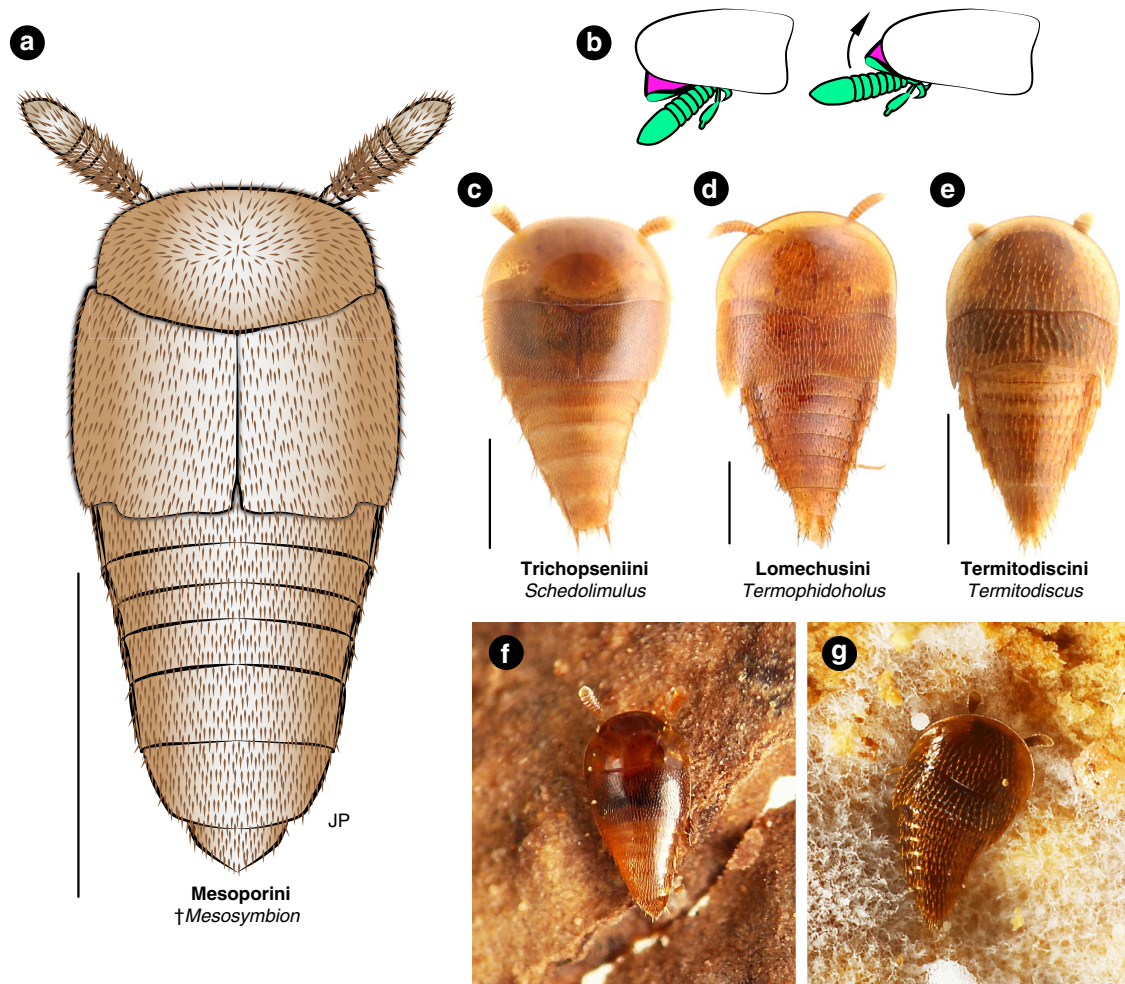 a
b
c
d
e
Trichopseniini
Schedolimulus
Lomechusini
Termophidoholus
Termitodiscini
Termitodiscus
f
g
JP
Mesoporini
†Mesosymbion